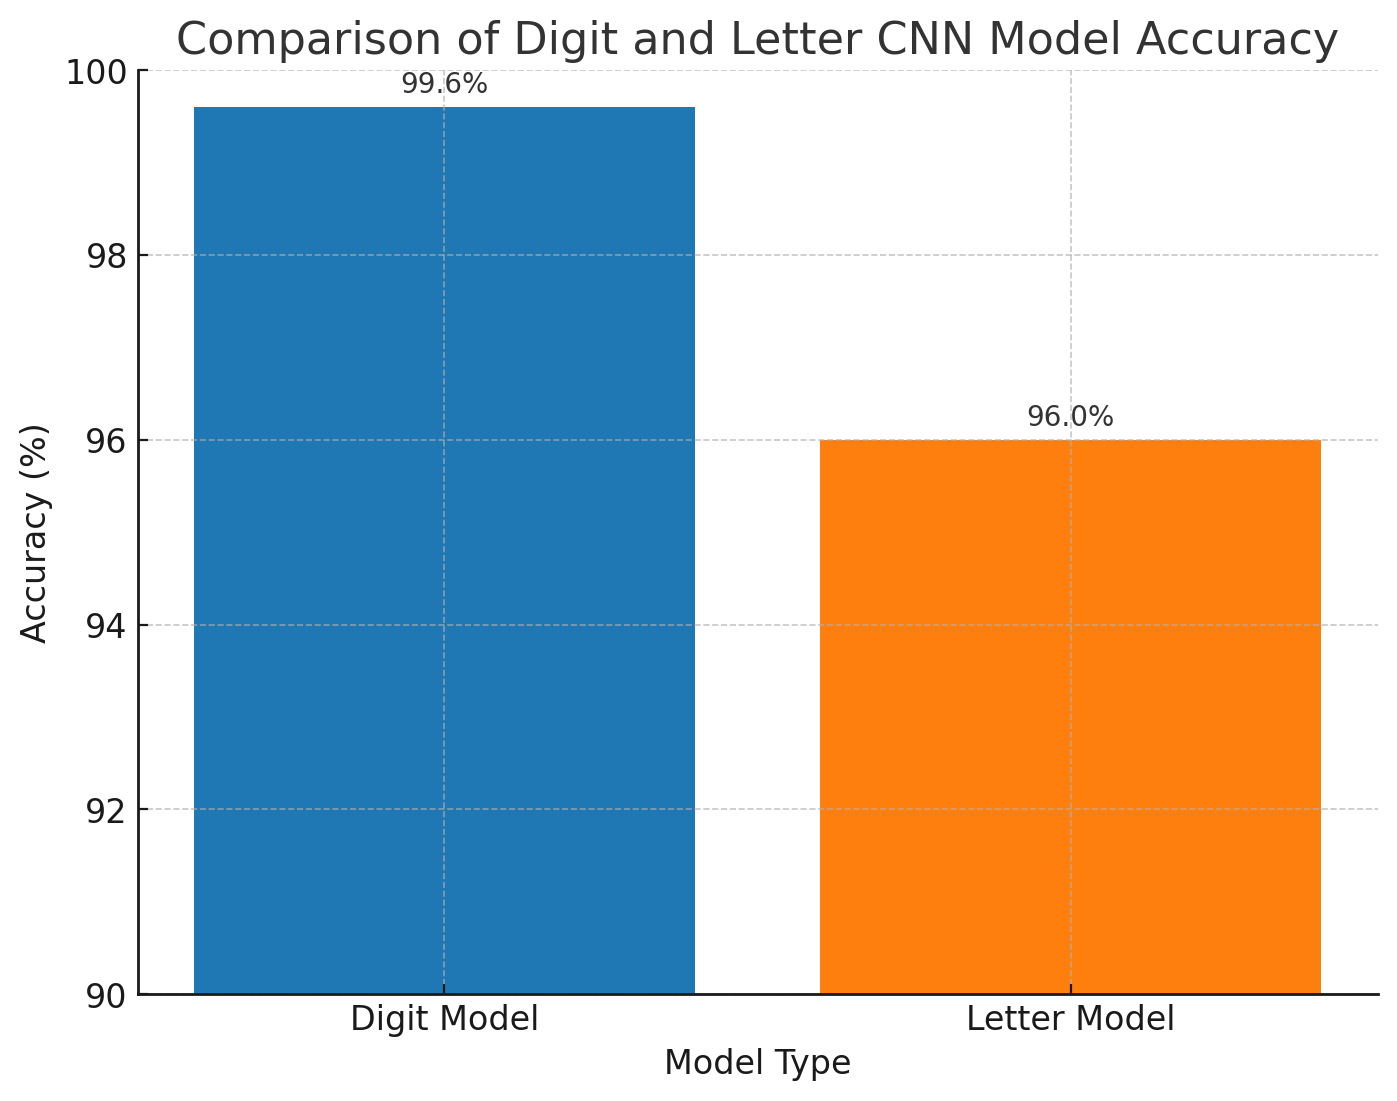 Comparison of Digit and Letter CNN Model Accuracy
100
99.6%
98
96.0%
96
94
92
90
Accuracy (%)
Digit Model
Letter Model
Model Type